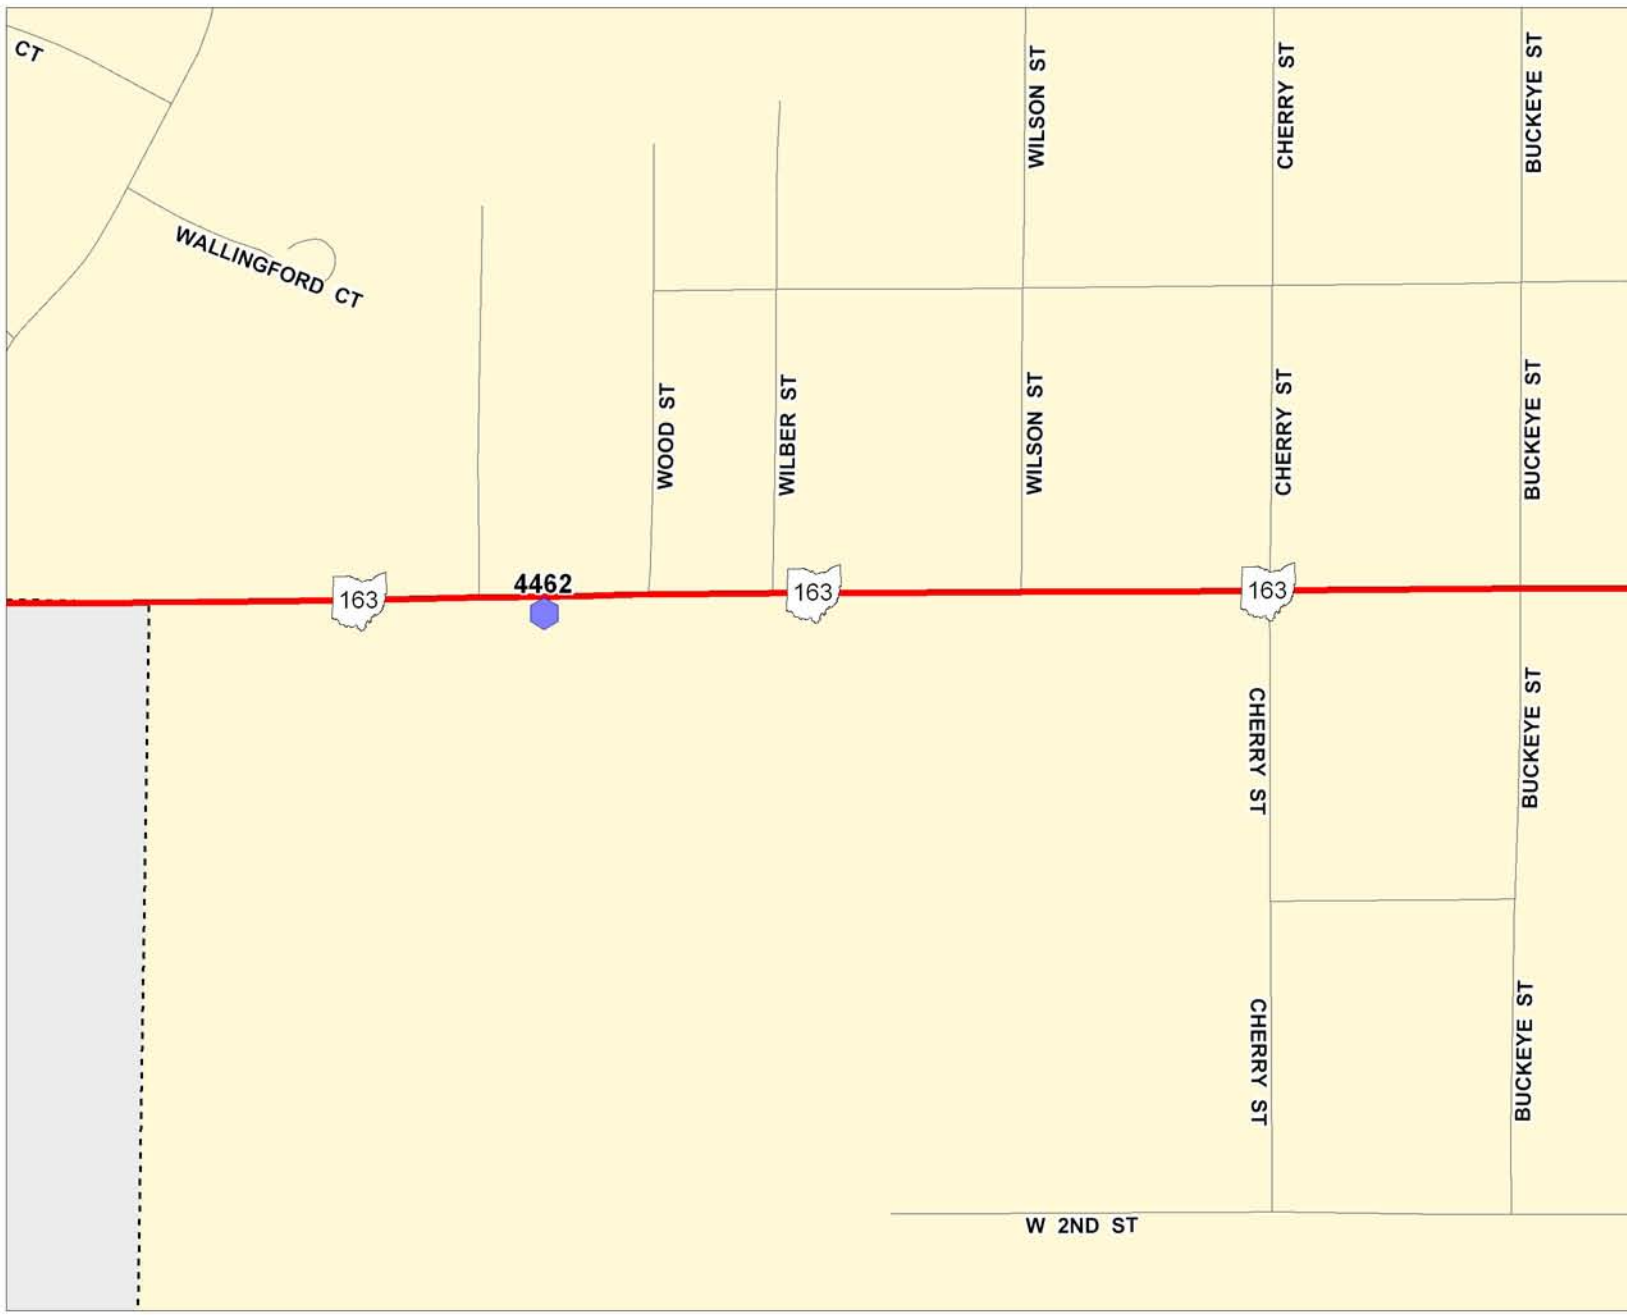 CT
WILSON ST
CHERRY ST
BUCKEYE ST
WALLINGFORD CT
WOOD ST
WILBER ST
WILSON ST
CHERRY ST
BUCKEYE ST
163
4462
163
163
CHERRY ST
BUCKEYE ST
CHERRY ST
BUCKEYE ST
W 2ND ST